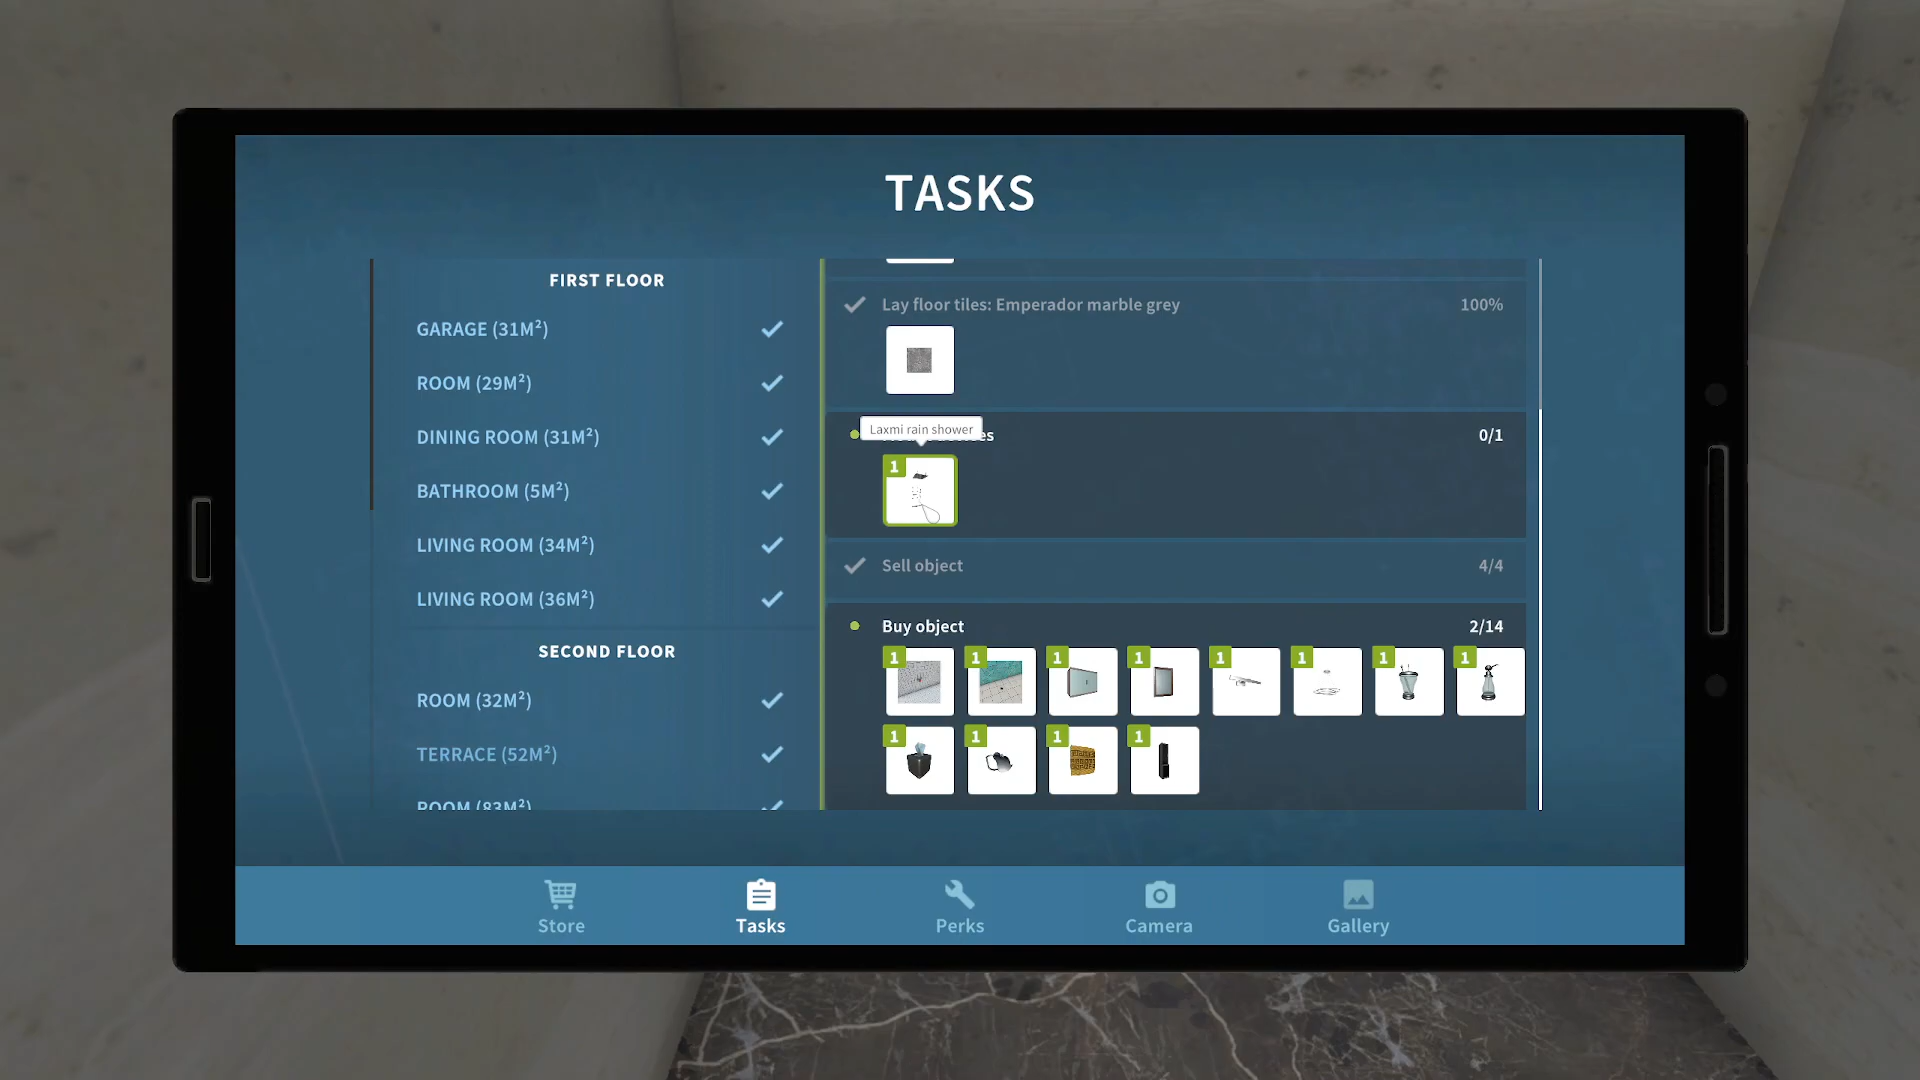 TASKS
FIRST FLOOR
GARAGE (31M²)
ROOM (29M²)
DINING ROOM (31M²)
BATHROOM (5M²)
LIVING ROOM (34M²)
LIVING ROOM (36M²)
SECOND FLOOR
ROOM (32M²)
TERRACE (52M²)
ROOM (83M²)
Lay floor tiles: Emperador marble grey 100%
Laxmi rain shower
0/1
1
Sell object 4/4
Buy object 2/14
1 1 1 1 1 1 1 1
1 1 1 1
Store Tasks Perks Camera Gallery